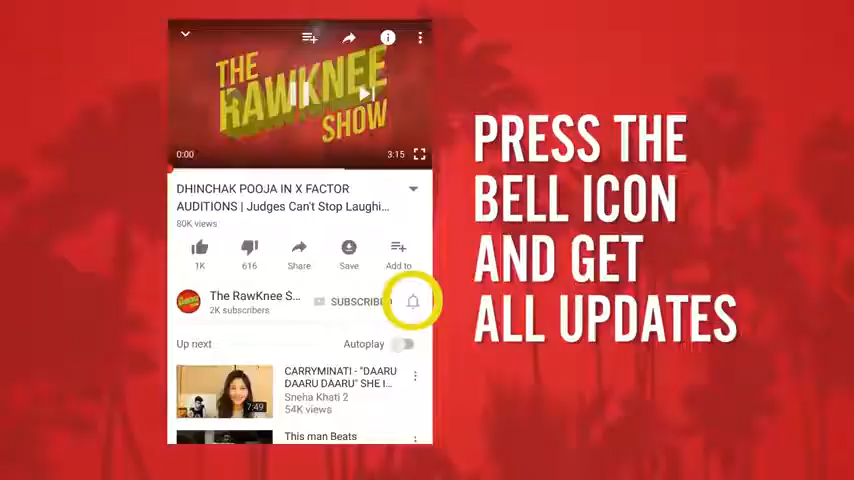 THE
RAWKNEE
SHOW
0:00
3:15
DHINCHAK POOJA IN X FACTOR
AUDITIONS | Judges Can't Stop Laughi...
80K views
1K
616
Share
Save
Add to
The RawKnee S...
SUBSCRIBED
2K subscribers
Up next
Autoplay
CARRYMINATI - "DAARU
DAARU DAARU" SHE I...
Sneha Khati 2
54K views
7:49
This man Beats
PRESS THE
BELL ICON
AND GET
ALL UPDATES